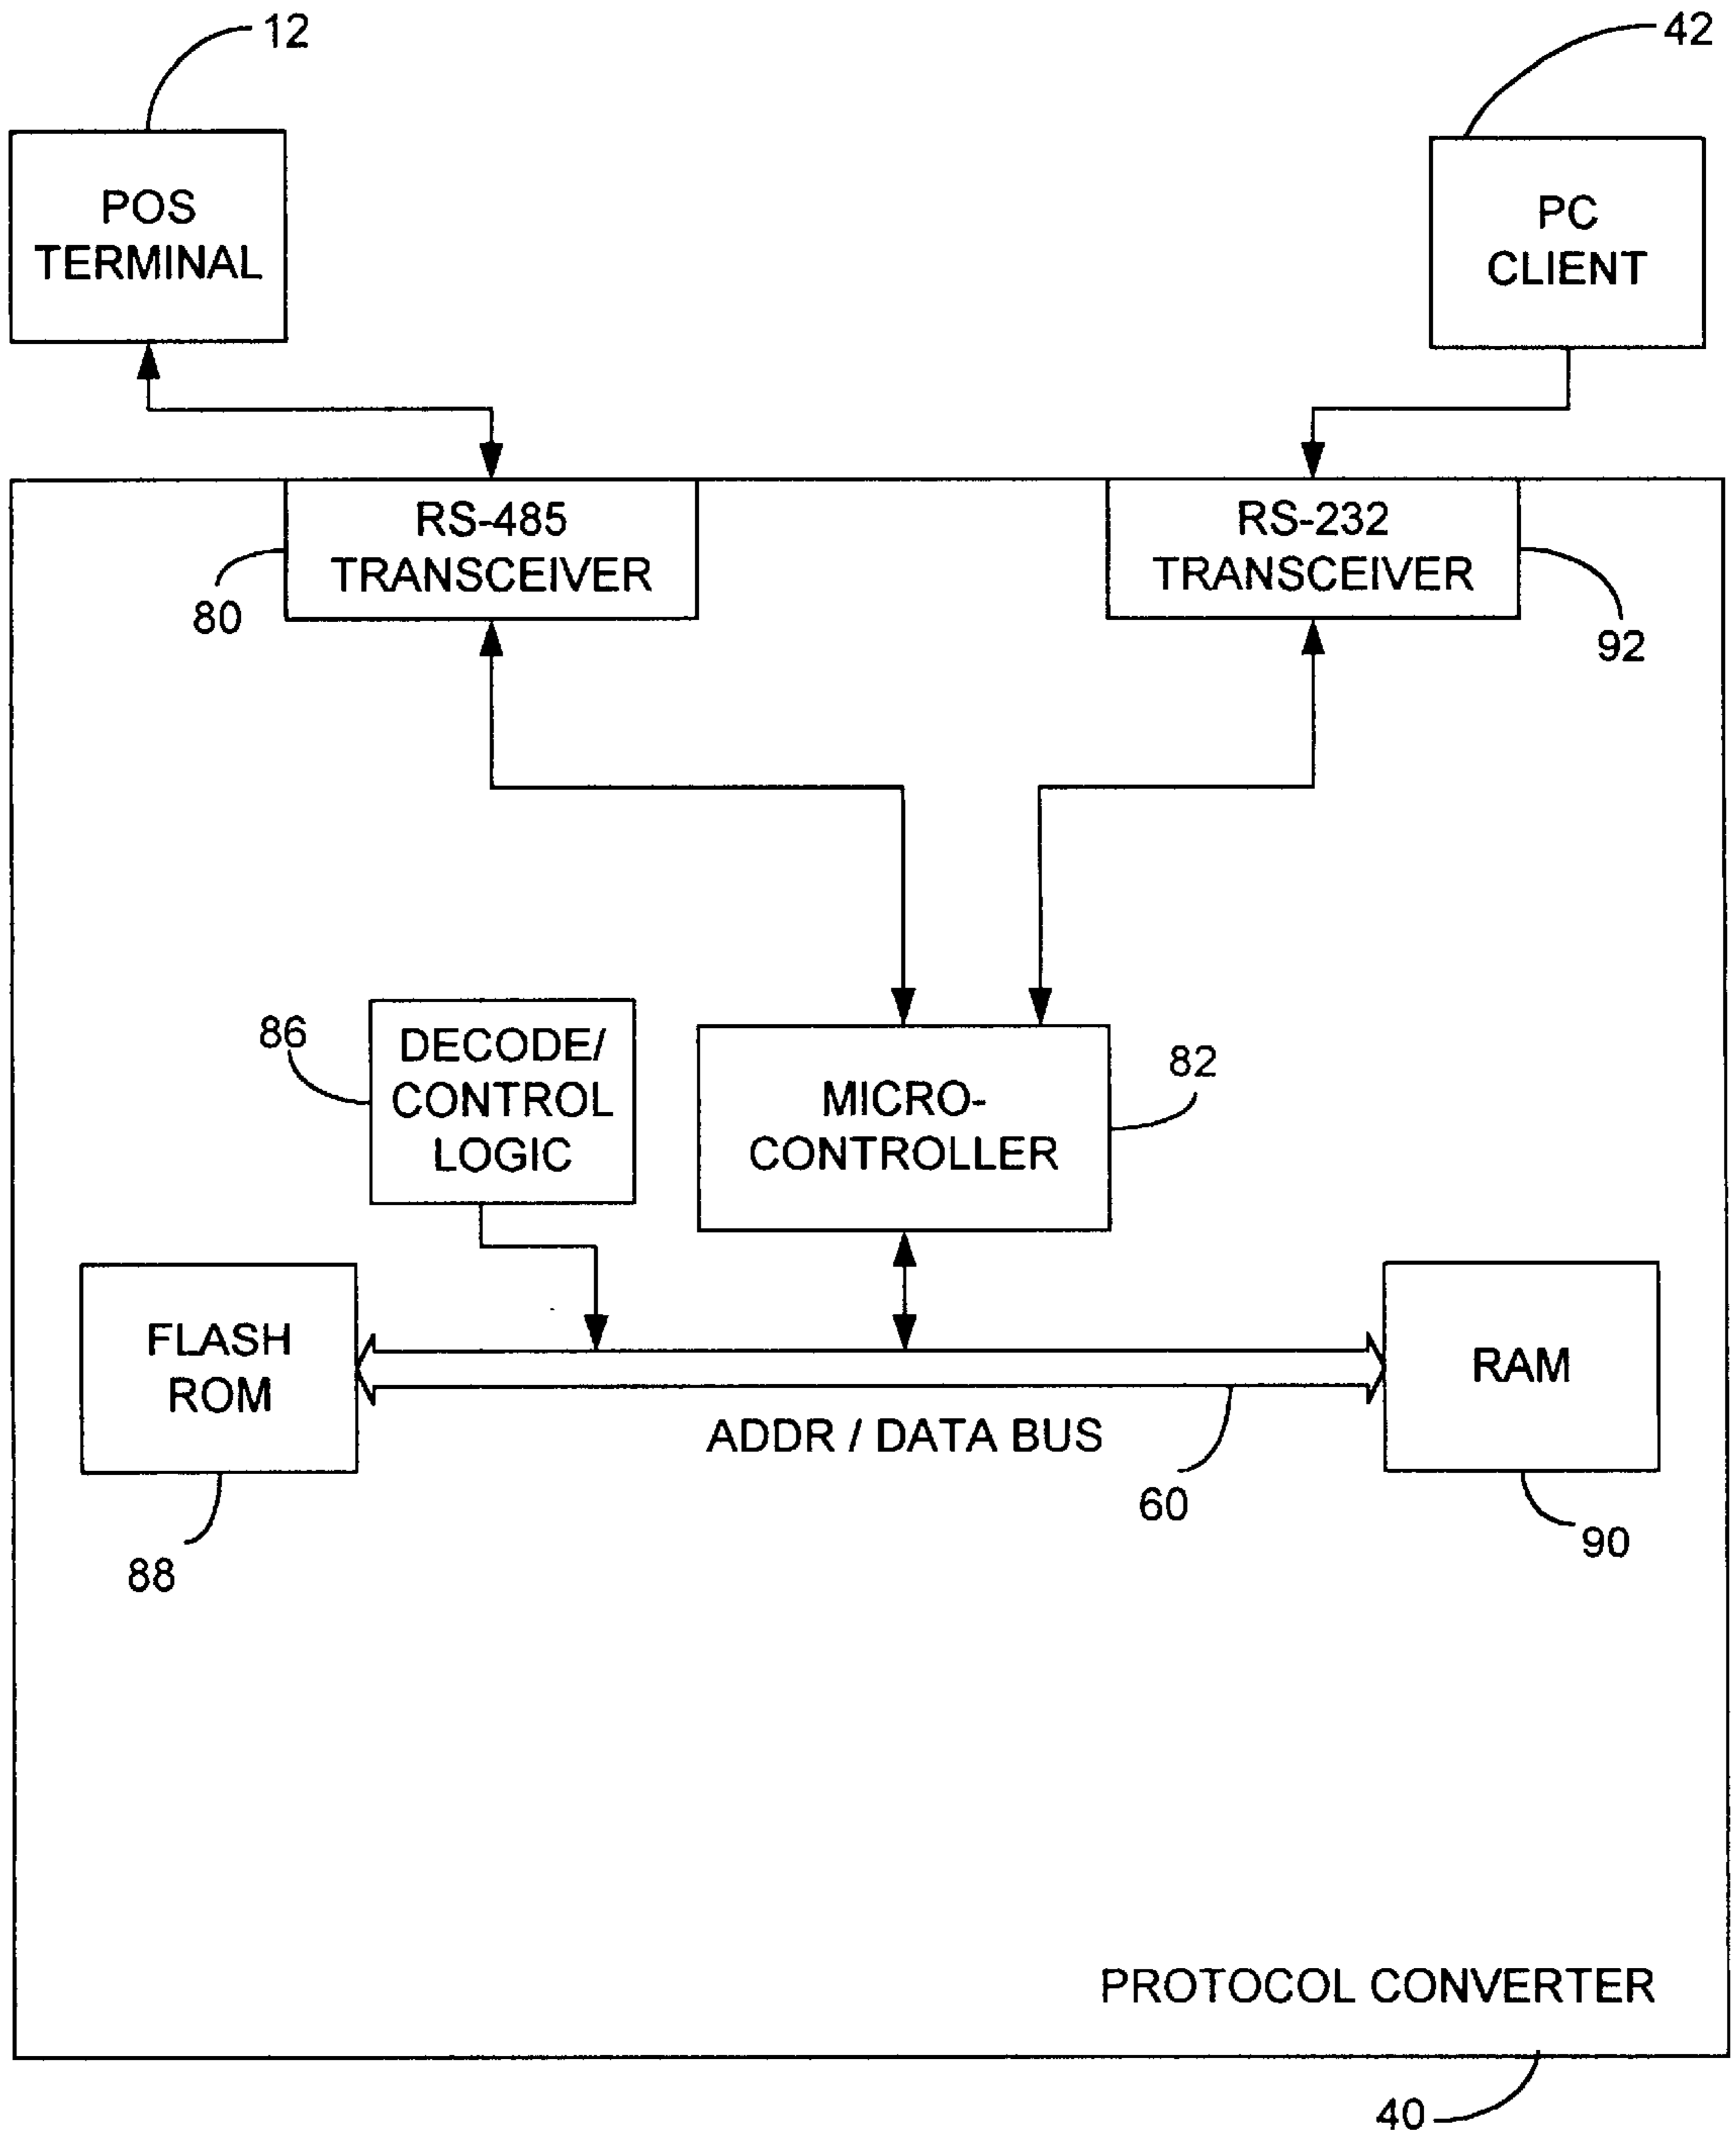 12
42
POS
TERMINAL
PC
CLIENT
RS-485
TRANSCEIVER
80
RS-232
TRANSCEIVER
92
86
DECODE/
CONTROL
LOGIC
MICRO-
CONTROLLER
82
FLASH
ROM
RAM
ADDR / DATA BUS
60
88
90
PROTOCOL CONVERTER
40